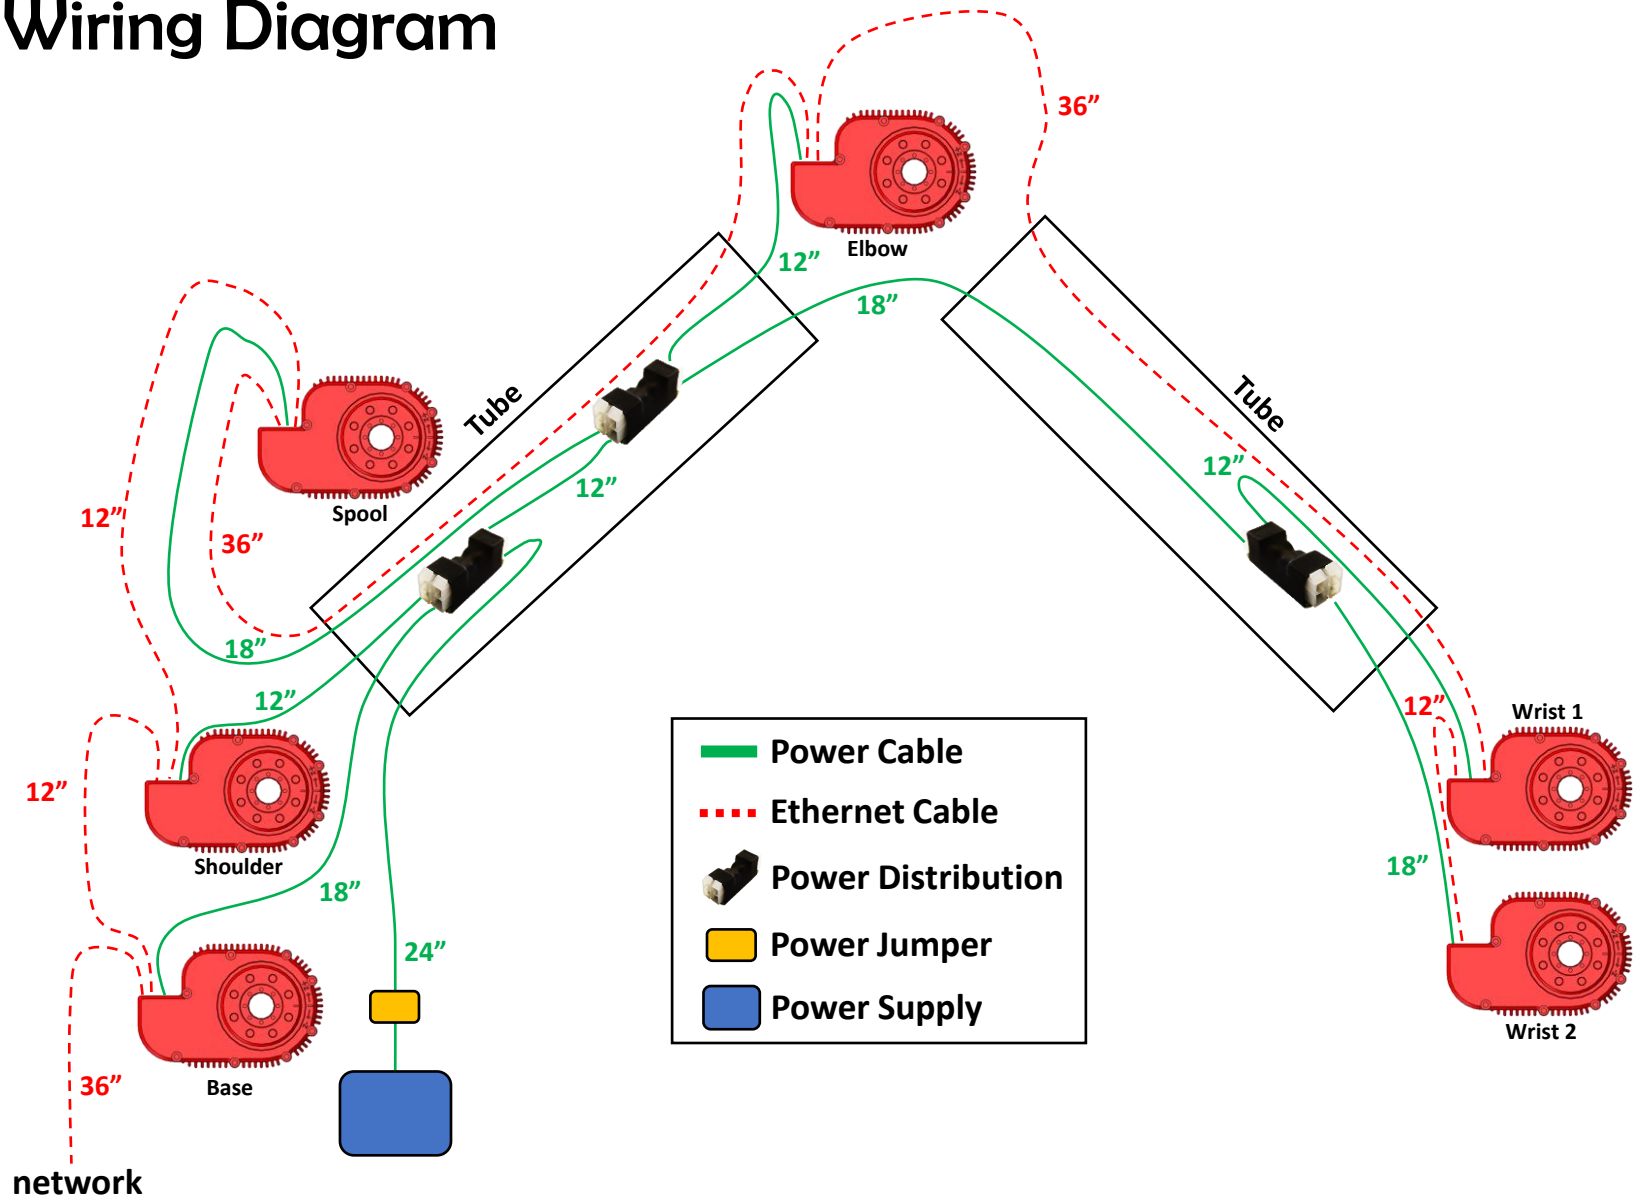 Wiring Diagram
36”
Elbow
12”
18”
Tube
Tube
12”
12”
Spool
12”
36”
18”
12”
12”
Wrist 1
Power Cable
12”
Ethernet Cable
Shoulder
18”
18”
Power Distribution
24”
Power Jumper
Power Supply
Wrist 2
36”
Base
network